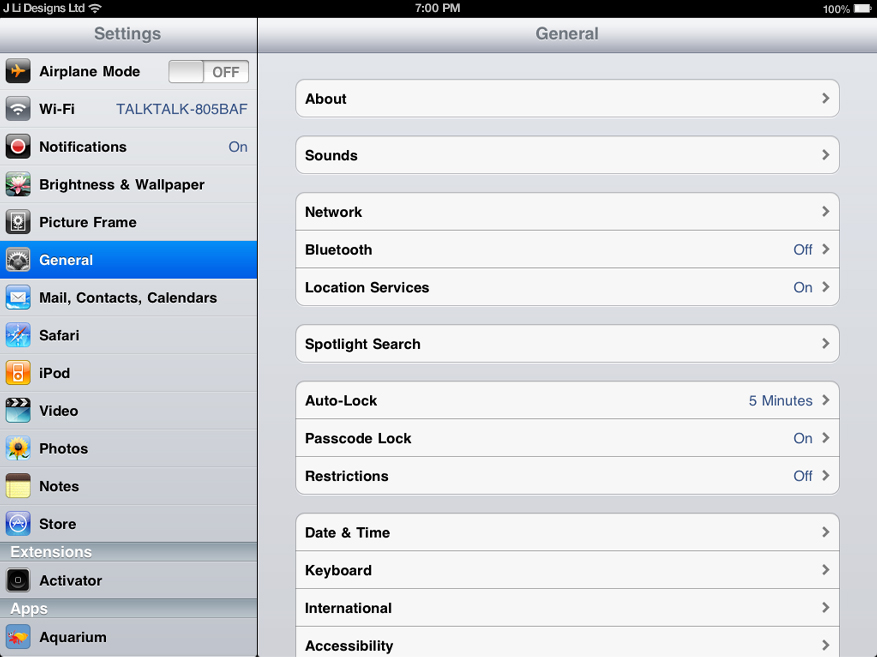 J Li Designs Ltd
7:00 PM
100%
Settings
Airplane Mode OFF
Wi-Fi TALKTALK-805BAF
Notifications On
Brightness & Wallpaper
Picture Frame
General
Mail, Contacts, Calendars
Safari
iPod
Video
Photos
Notes
Store
Extensions
Activator
Apps
Aquarium
General
About
Sounds
Network
Bluetooth Off
Location Services On
Spotlight Search
Auto-Lock 5 Minutes
Passcode Lock On
Restrictions Off
Date & Time
Keyboard
International
Accessibility